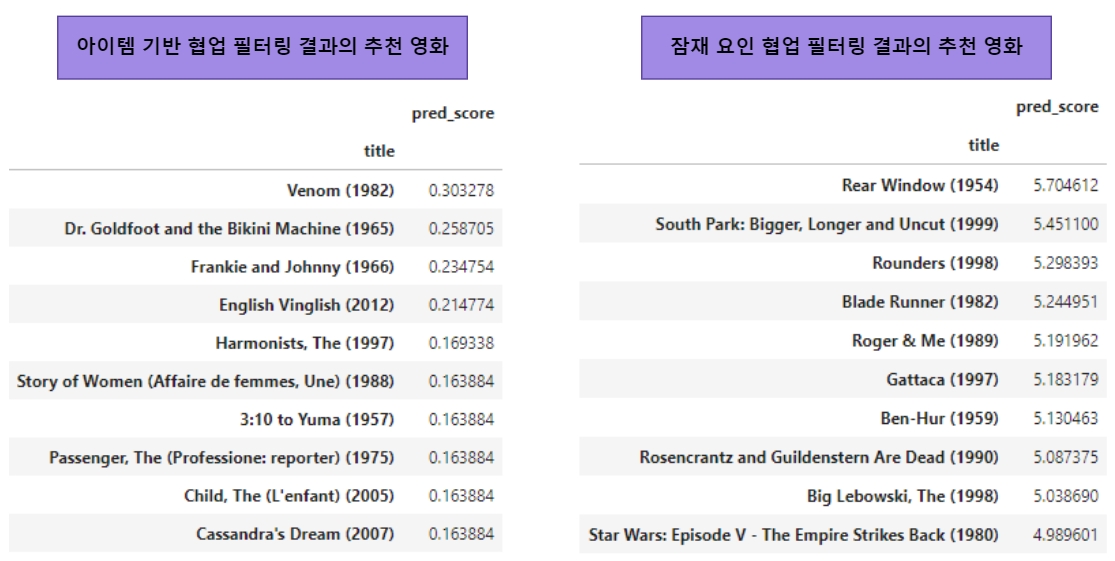 아이템 기반 협업 필터링 결과의 추천 영화
pred_score
title
Venom (1982) 0.303278
Dr. Goldfoot and the Bikini Machine (1965) 0.258705
Frankie and Johnny (1966) 0.234754
English Vinglish (2012) 0.214774
Harmonists, The (1997) 0.169338
Story of Women (Affaire de femmes, Une) (1988) 0.163884
3:10 to Yuma (1957) 0.163884
Passenger, The (Professione: reporter) (1975) 0.163884
Child, The (L'enfant) (2005) 0.163884
Cassandra's Dream (2007) 0.163884
잠재 요인 협업 필터링 결과의 추천 영화
pred_score
title
Rear Window (1954) 5.704612
South Park: Bigger, Longer and Uncut (1999) 5.451100
Rounders (1998) 5.298393
Blade Runner (1982) 5.244951
Roger & Me (1989) 5.191962
Gattaca (1997) 5.183179
Ben-Hur (1959) 5.130463
Rosencrantz and Guildenstern Are Dead (1990) 5.087375
Big Lebowski, The (1998) 5.038690
Star Wars: Episode V - The Empire Strikes Back (1980) 4.989601